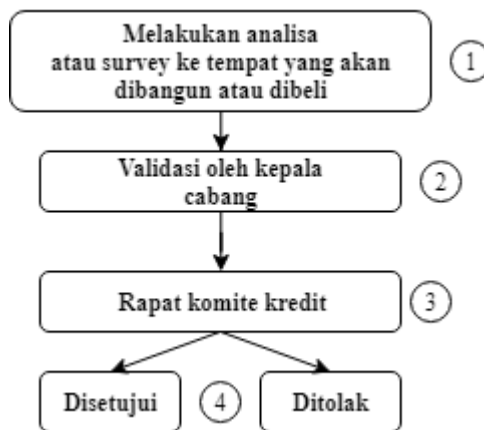 Melakukan analisa
atau survey ke tempat yang akan
dibangun atau dibeli
1
Validasi oleh kepala
cabang
2
Rapat komite kredit
3
Disetujui
4
Ditolak